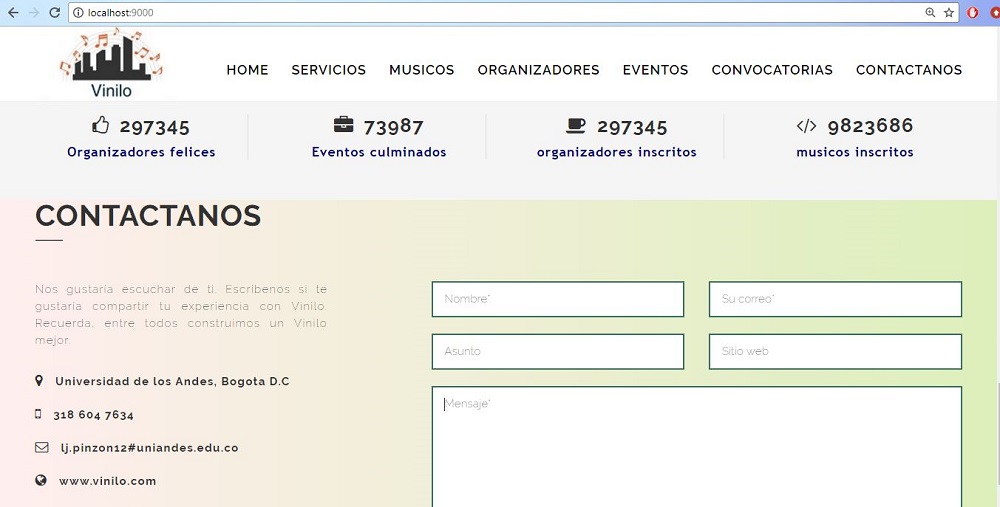 localhost:9000
Vinilo
HOME SERVICIOS MUSICOS ORGANIZADORES EVENTOS CONVOCATORIAS CONTACTANOS
297345 73987 297345 9823686
Organizadores felices Eventos culminados organizadores inscritos musicos inscritos
CONTACTANOS
Nos gustaría escuchar de ti. Escríbenos si te
gustaría compartir tu experiencia con Vinilo.
Recuerda, entre todos construimos un Vinilo
mejor.
Universidad de los Andes, Bogota D.C
318 604 7634
lj.pinzon12#uniandes.edu.co
www.vinilo.com
Nombre* Su correo*
Asunto Sitio web
Mensaje*